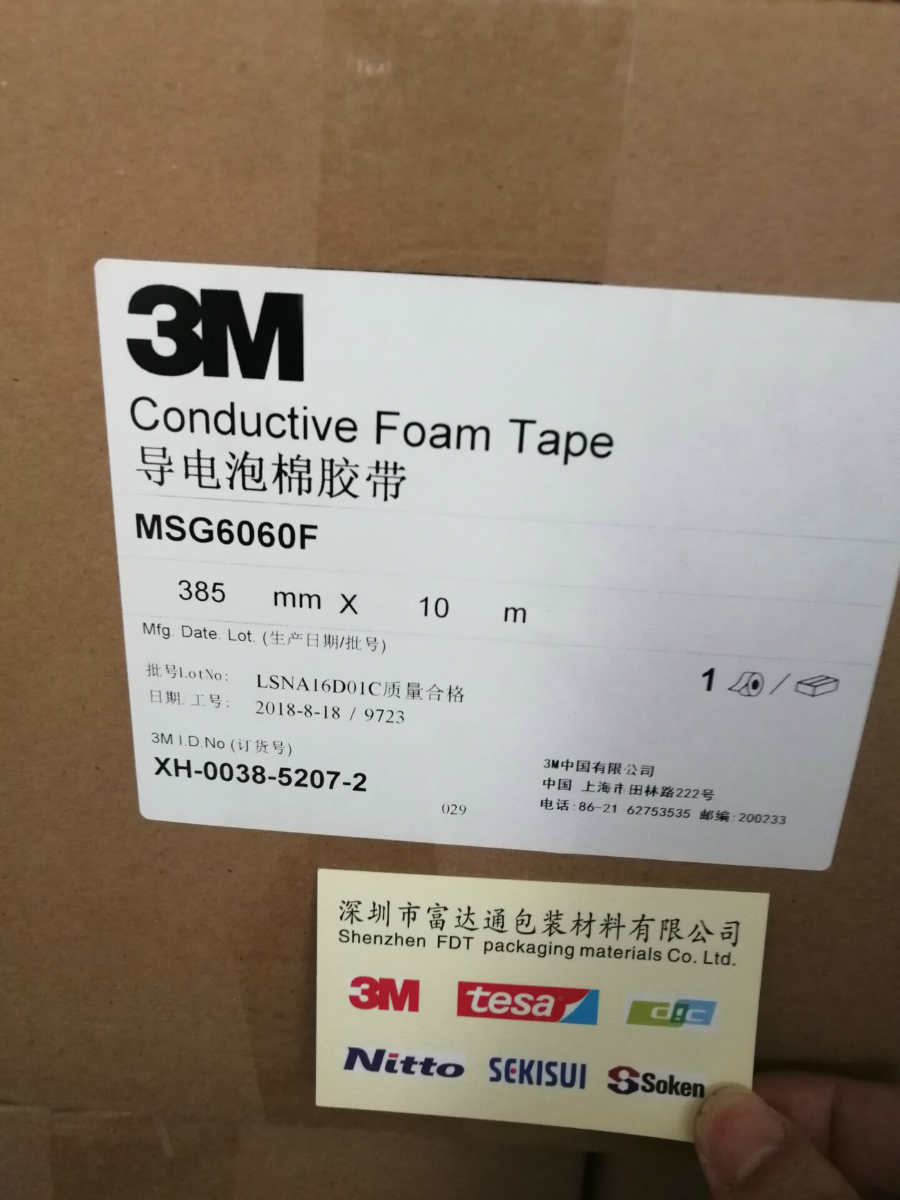 3M
Conductive Foam Tape
导电泡棉胶带
MSG6060F
385 mm X 10 m
Mfg. Date. Lot. (生产日期/批号)
批号LotNo: LSNA16D01C质量合格
日期.工号: 2018-8-18 / 9723
1 /
3M I.D.No (订货号)
XH-0038-5207-2
029
3M中国有限公司
中国 上海市田林路222号
电话:86-21 62753535 邮编:200233
深圳市富达通包装材料有限公司
Shenzhen FDT packaging materials Co. Ltd.
3M tesa dic
Nitto SEKISUI Soken